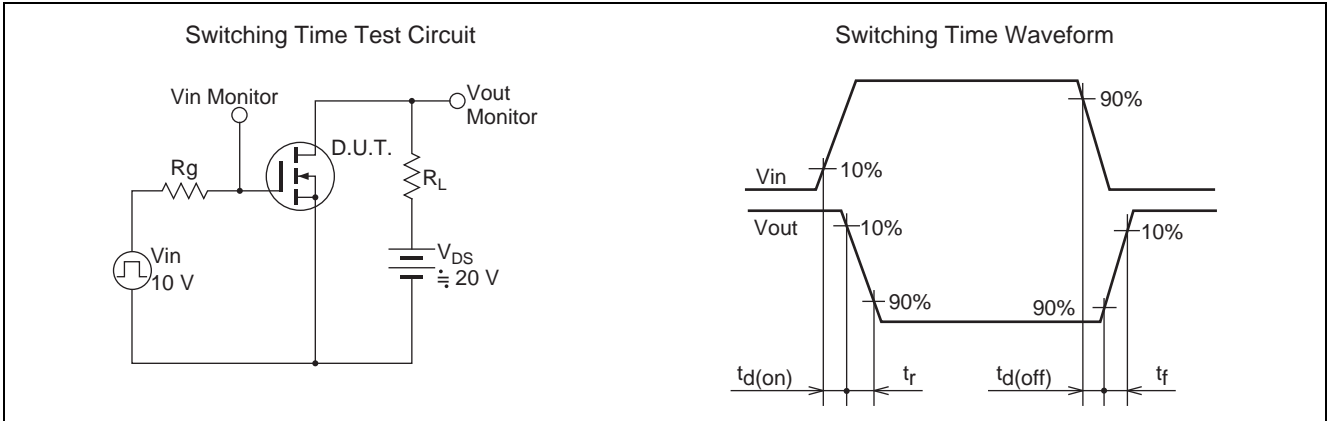 Switching Time Test Circuit
Vin Monitor
Vout
Monitor
D.U.T.
Rg
RL
Vin
10 V
VDS
≒ 20 V
Switching Time Waveform
90%
10%
Vin
Vout
10%
10%
90%
90%
td(on)
tr
td(off)
tf